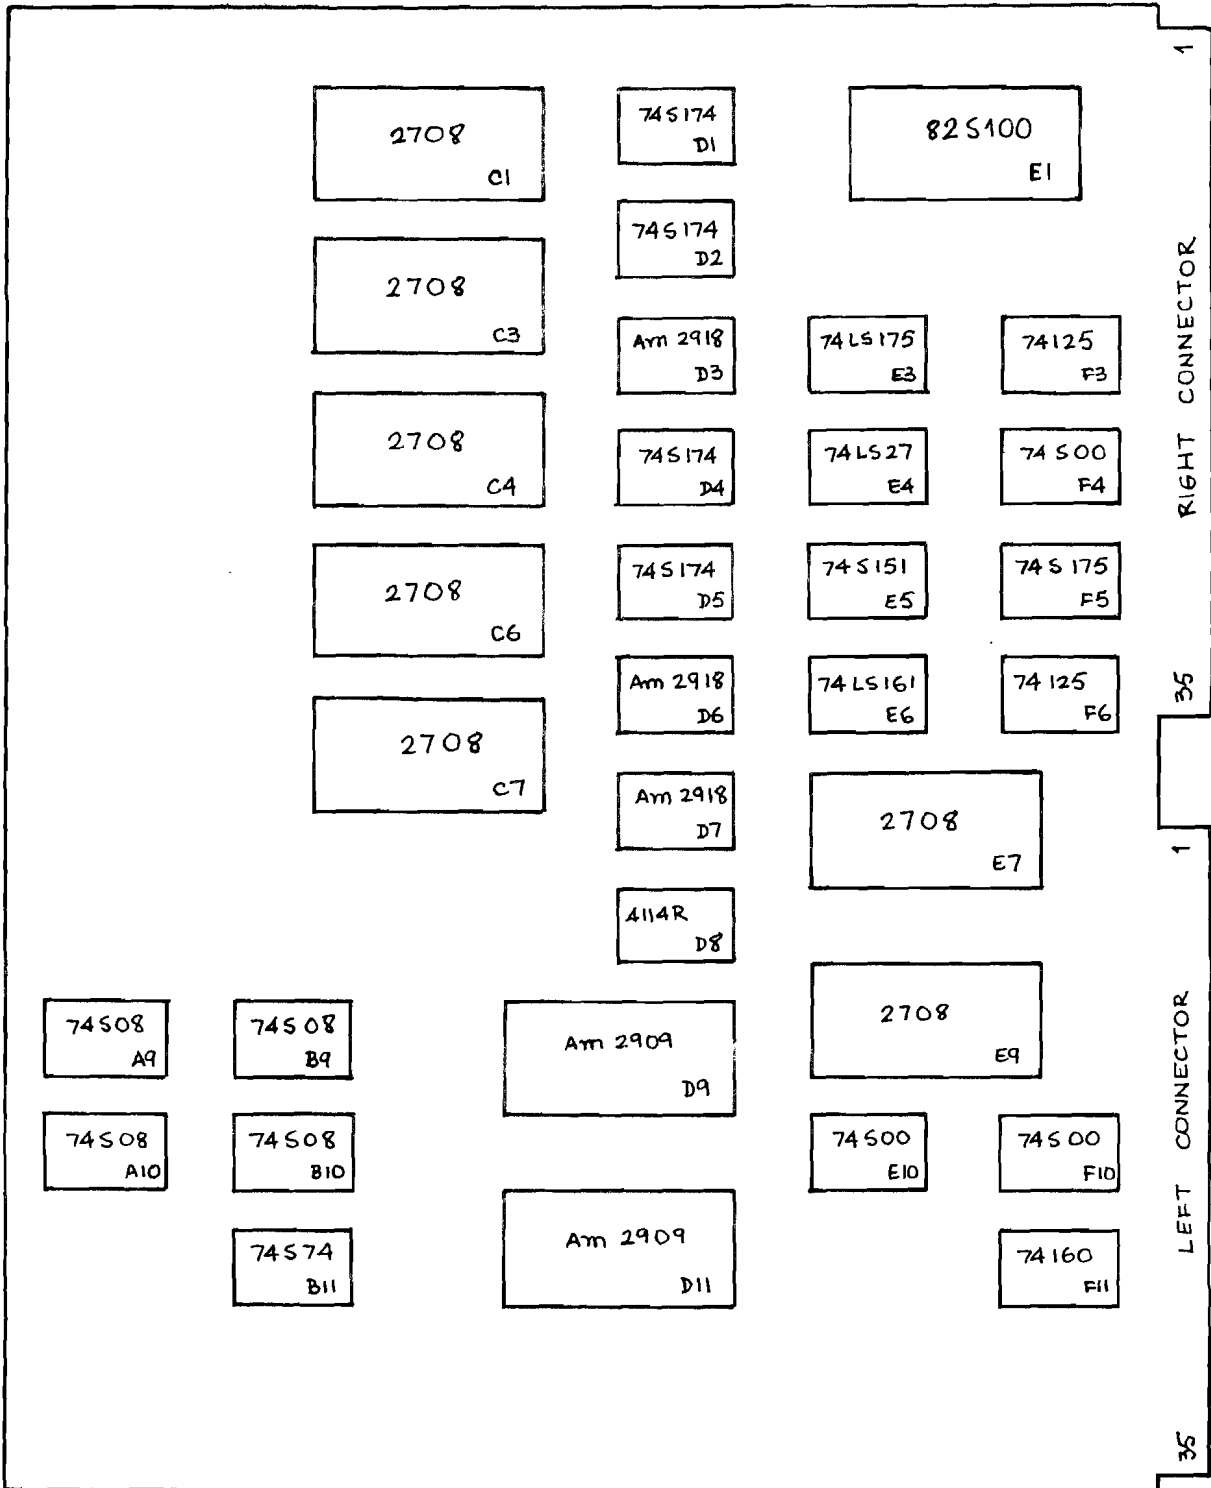 1
2708
C1
74S174
D1
82S100
E1
74S174
D2
2708
C3
Am 2918
D3
74LS175
E3
74125
F3
RIGHT CONNECTOR
2708
C4
74S174
D4
74LS27
E4
74S00
F4
2708
C6
74S174
D5
74S151
E5
74S175
F5
Am 2918
D6
74LS161
E6
74125
F6
35
2708
C7
Am 2918
D7
2708
E7
1
4114R
D8
74S08
A9
74S08
B9
Am 2909
D9
2708
E9
LEFT CONNECTOR
74S08
A10
74S08
B10
74S00
E10
74S00
F10
74S74
B11
Am 2909
D11
74160
F11
35